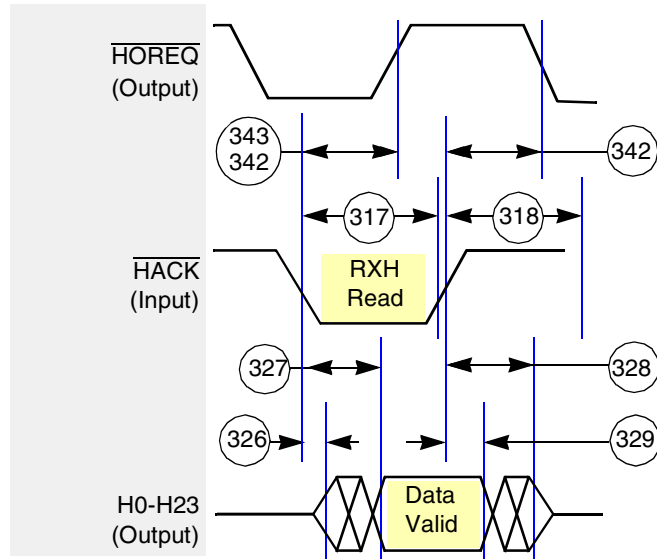 HOREQ
(Output)
343
342
342
317
318
HACK
(Input)
RXH
Read
327
328
326
329
H0-H23
(Output)
Data
Valid